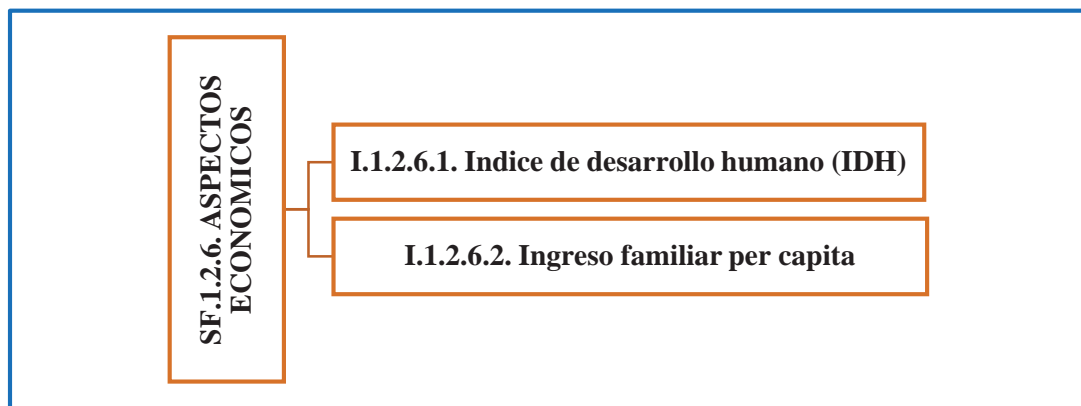 SF.1.2.6. ASPECTOS
ECONOMICOS
I.1.2.6.1. Indice de desarrollo humano (IDH)
I.1.2.6.2. Ingreso familiar per capita